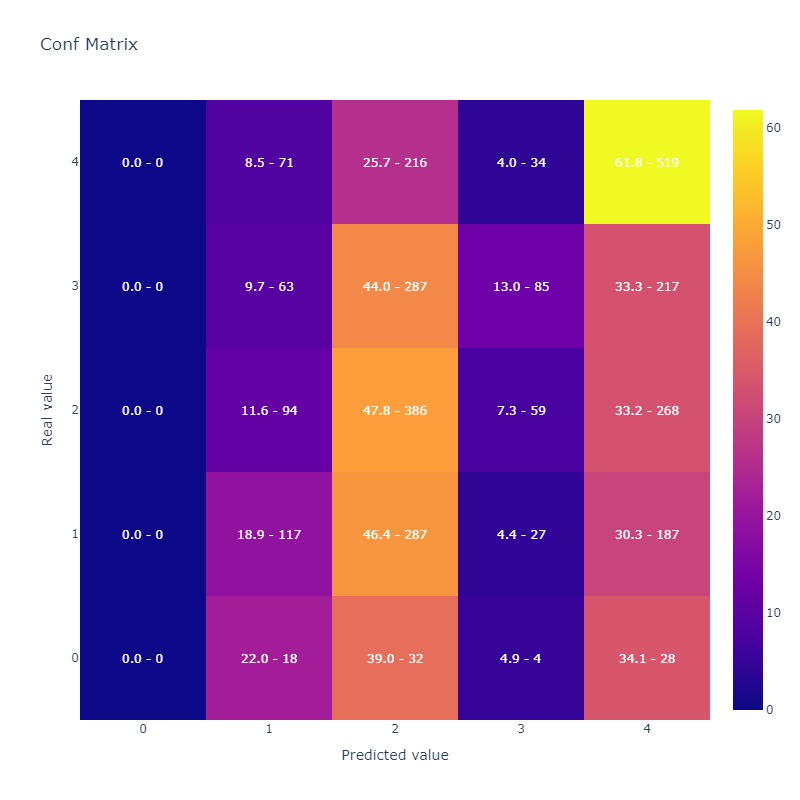 Conf Matrix
60
4 0.0 - 0 8.5 - 71 25.7 - 216 4.0 - 34 61.8 - 519
50
3 0.0 - 0 9.7 - 63 44.0 - 287 13.0 - 85 33.3 - 217
40
Real value
2 0.0 - 0 11.6 - 94 47.8 - 386 7.3 - 59 33.2 - 268
30
20
1 0.0 - 0 18.9 - 117 46.4 - 287 4.4 - 27 30.3 - 187
10
0 0.0 - 0 22.0 - 18 39.0 - 32 4.9 - 4 34.1 - 28
0
0 1 2 3 4
Predicted value